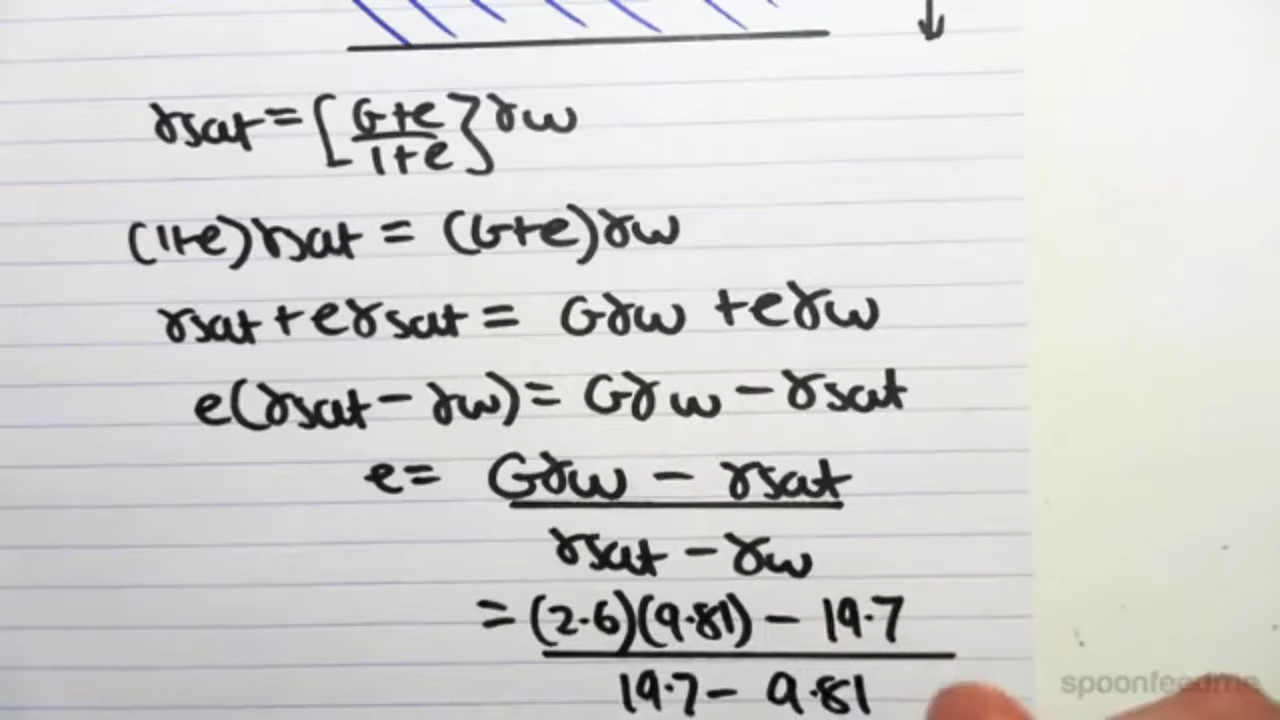 γsat = [G+e / 1+e] γw
(1+e)γsat = (G+e)γw
γsat + eγsat = Gγw + eγw
e(γsat - γw) = Gγw - γsat
e = Gγw - γsat
γsat - γw
= (2.6)(9.81) - 19.7
19.7 - 9.81
spoonfeedme